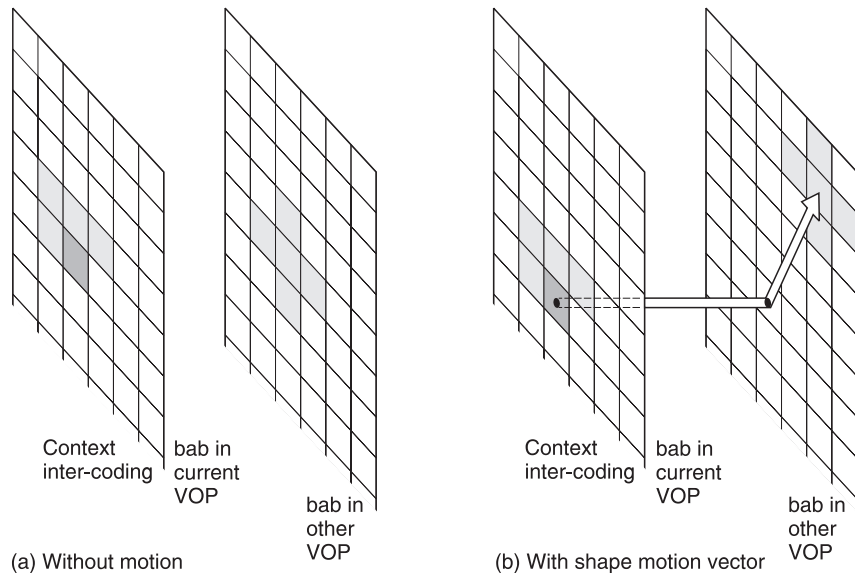 Context
inter-coding
bab in
current
VOP
bab in
other
VOP
(a) Without motion
Context
inter-coding
bab in
current
VOP
bab in
other
VOP
(b) With shape motion vector